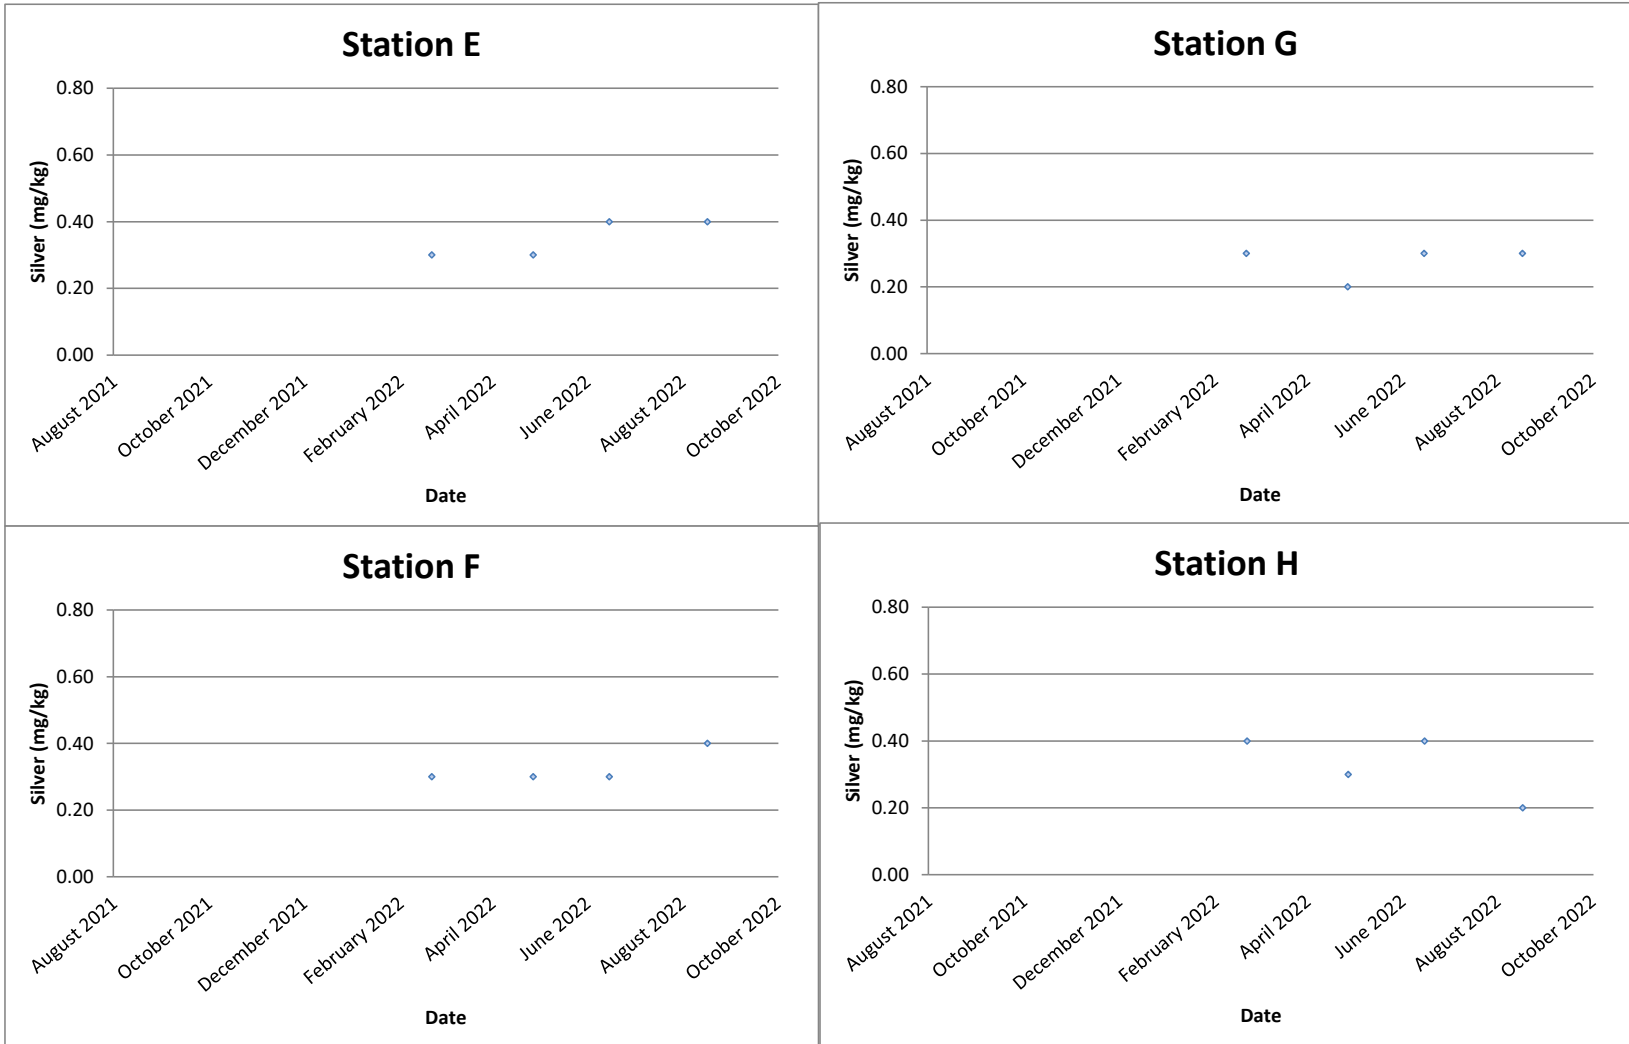 Station E
0.80
0.60
0.40
0.20
0.00
Silver (mg/kg)
August 2021
October 2021
December 2021
February 2022
April 2022
June 2022
August 2022
October 2022
Date
Station G
0.80
0.60
0.40
0.20
0.00
Silver (mg/kg)
August 2021
October 2021
December 2021
February 2022
April 2022
June 2022
August 2022
October 2022
Date
Station F
0.80
0.60
0.40
0.20
0.00
Silver (mg/kg)
August 2021
October 2021
December 2021
February 2022
April 2022
June 2022
August 2022
October 2022
Date
Station H
0.80
0.60
0.40
0.20
0.00
Silver (mg/kg)
August 2021
October 2021
December 2021
February 2022
April 2022
June 2022
August 2022
October 2022
Date